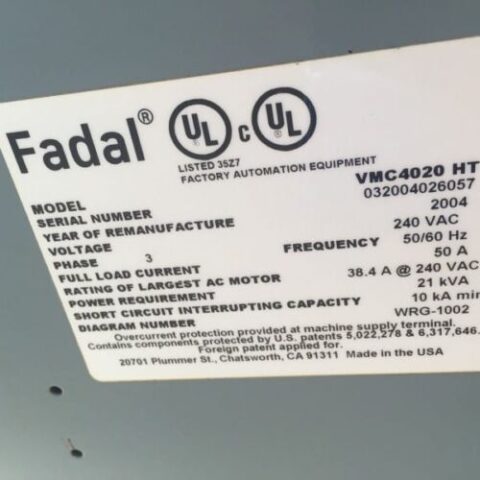 Fadal®
UL c UL
LISTED 35Z7
FACTORY AUTOMATION EQUIPMENT
MODEL VMC4020 HT
SERIAL NUMBER 032004026057
YEAR OF REMANUFACTURE 2004
VOLTAGE 240 VAC
PHASE 3 FREQUENCY 50/60 Hz
FULL LOAD CURRENT 50 A
RATING OF LARGEST AC MOTOR 38.4 A @ 240 VAC
POWER REQUIREMENT 21 kVA
SHORT CIRCUIT INTERRUPTING CAPACITY 10 kA min
DIAGRAM NUMBER WRG-1002
Overcurrent protection provided at machine supply terminal.
Contains components protected by U.S. patents 5,022,278 & 6,317,646.
Foreign patent applied for.
20701 Plummer St., Chatsworth, CA 91311 Made in the USA